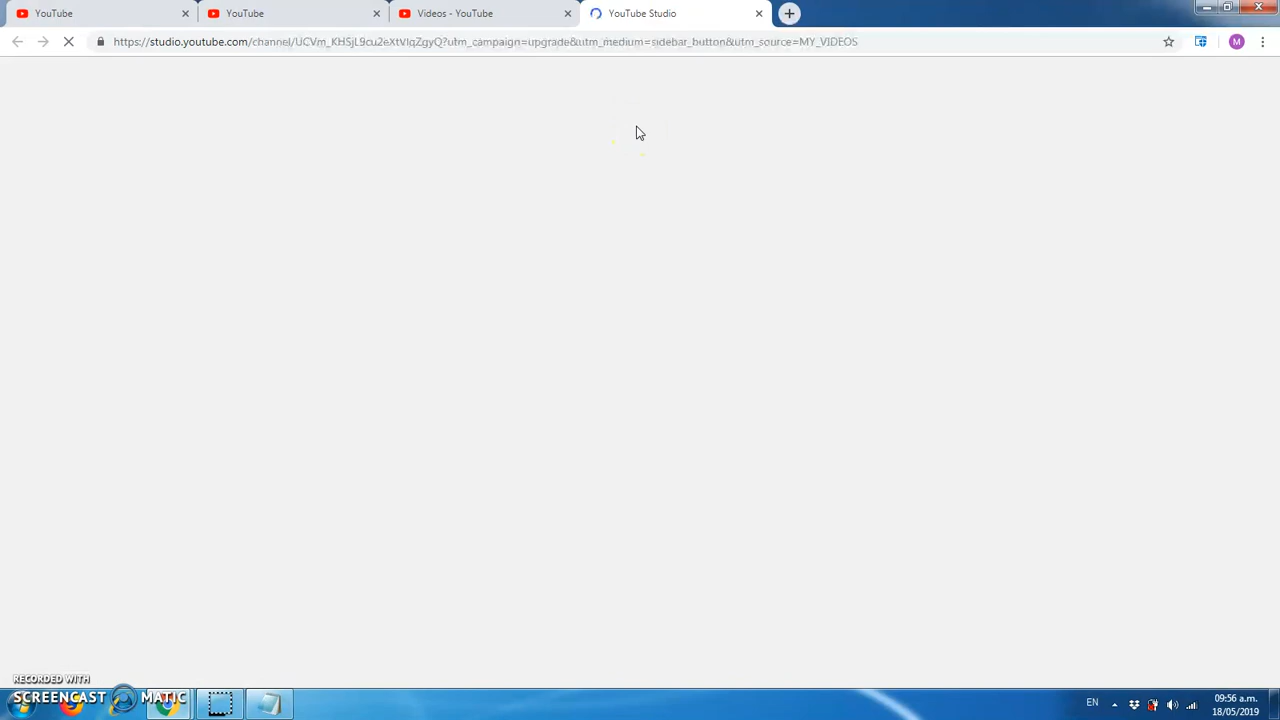 YouTube
YouTube
Videos - YouTube
YouTube Studio
https://studio.youtube.com/channel/UCVm_KHSjL9cu2eXtVIqZgyQ?utm_campaign=upgrade&utm_medium=sidebar_button&utm_source=MY_VIDEOS
M
RECORDED WITH
SCREENCAST MATIC
EN
09:56 a.m.
18/05/2019